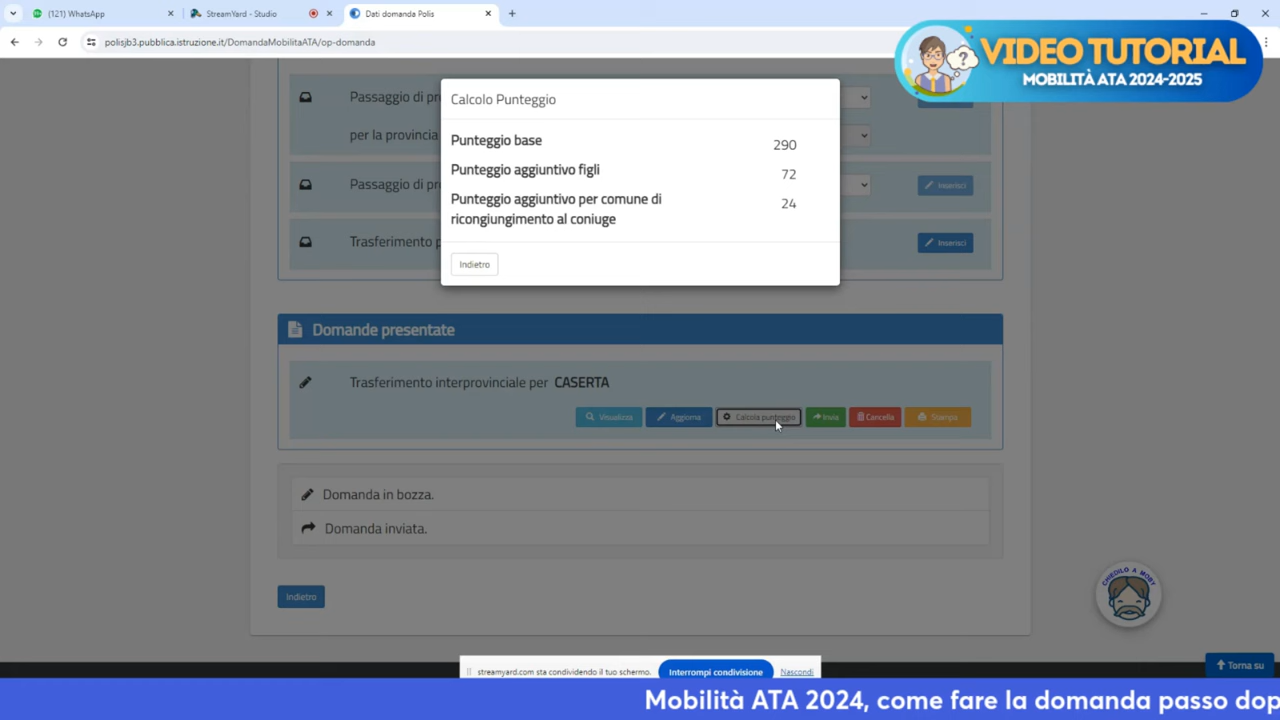 (121) WhatsApp
StreamYard - Studio
Dati domanda Polis
polisjb3.pubblica.istruzione.it/DomandaMobilitaATA/op-domanda
VIDEO TUTORIAL
MOBILITÀ ATA 2024-2025
Passaggio di pr
per la provincia
Passaggio di pr
Inserisci
Trasferimento p
Inserisci
Calcolo Punteggio
Punteggio base 290
Punteggio aggiuntivo figli 72
Punteggio aggiuntivo per comune di 24
ricongiungimento al coniuge
Indietro
Domande presentate
Trasferimento interprovinciale per CASERTA
Visualizza Aggiorna Calcola punteggio Invia Cancella Stampa
Domanda in bozza.
Domanda inviata.
Indietro
CHIEDILO A MOBY
streamyard.com sta condividendo il tuo schermo. Interrompi condivisione Nascondi
Torna su
Mobilità ATA 2024, come fare la domanda passo dop